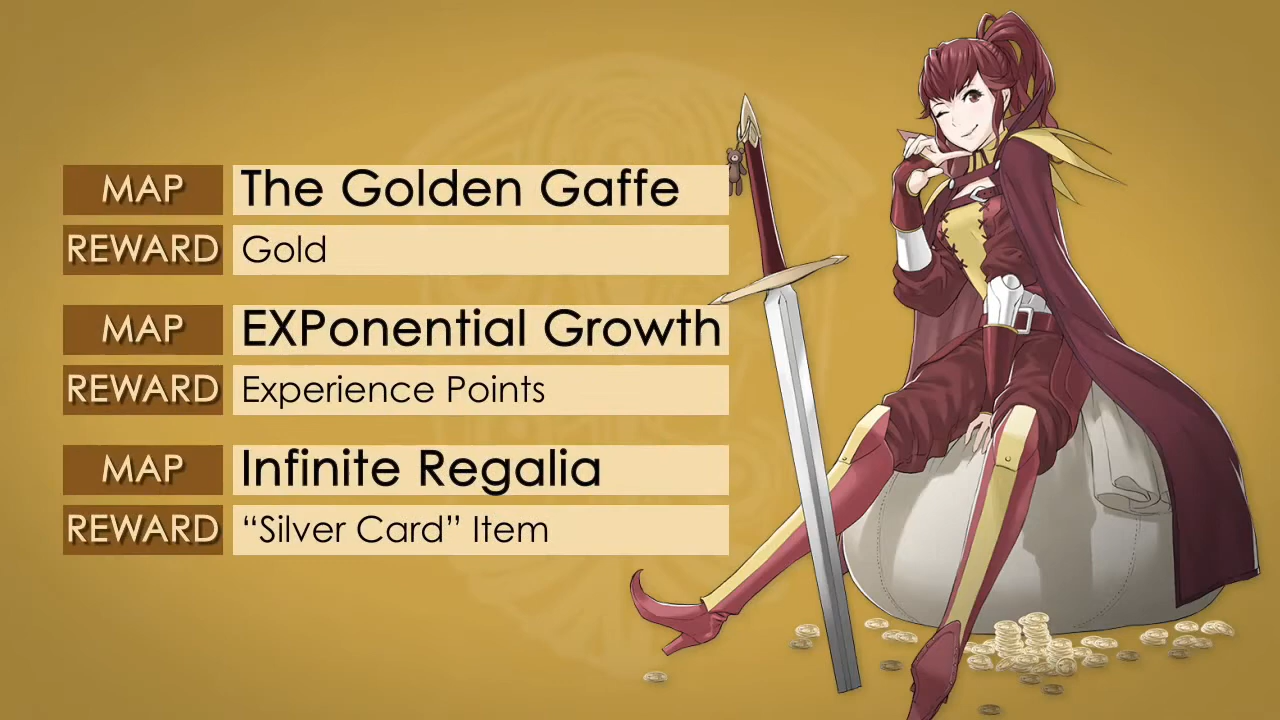 MAP The Golden Gaffe
REWARD Gold
MAP EXPonential Growth
REWARD Experience Points
MAP Infinite Regalia
REWARD “Silver Card” Item